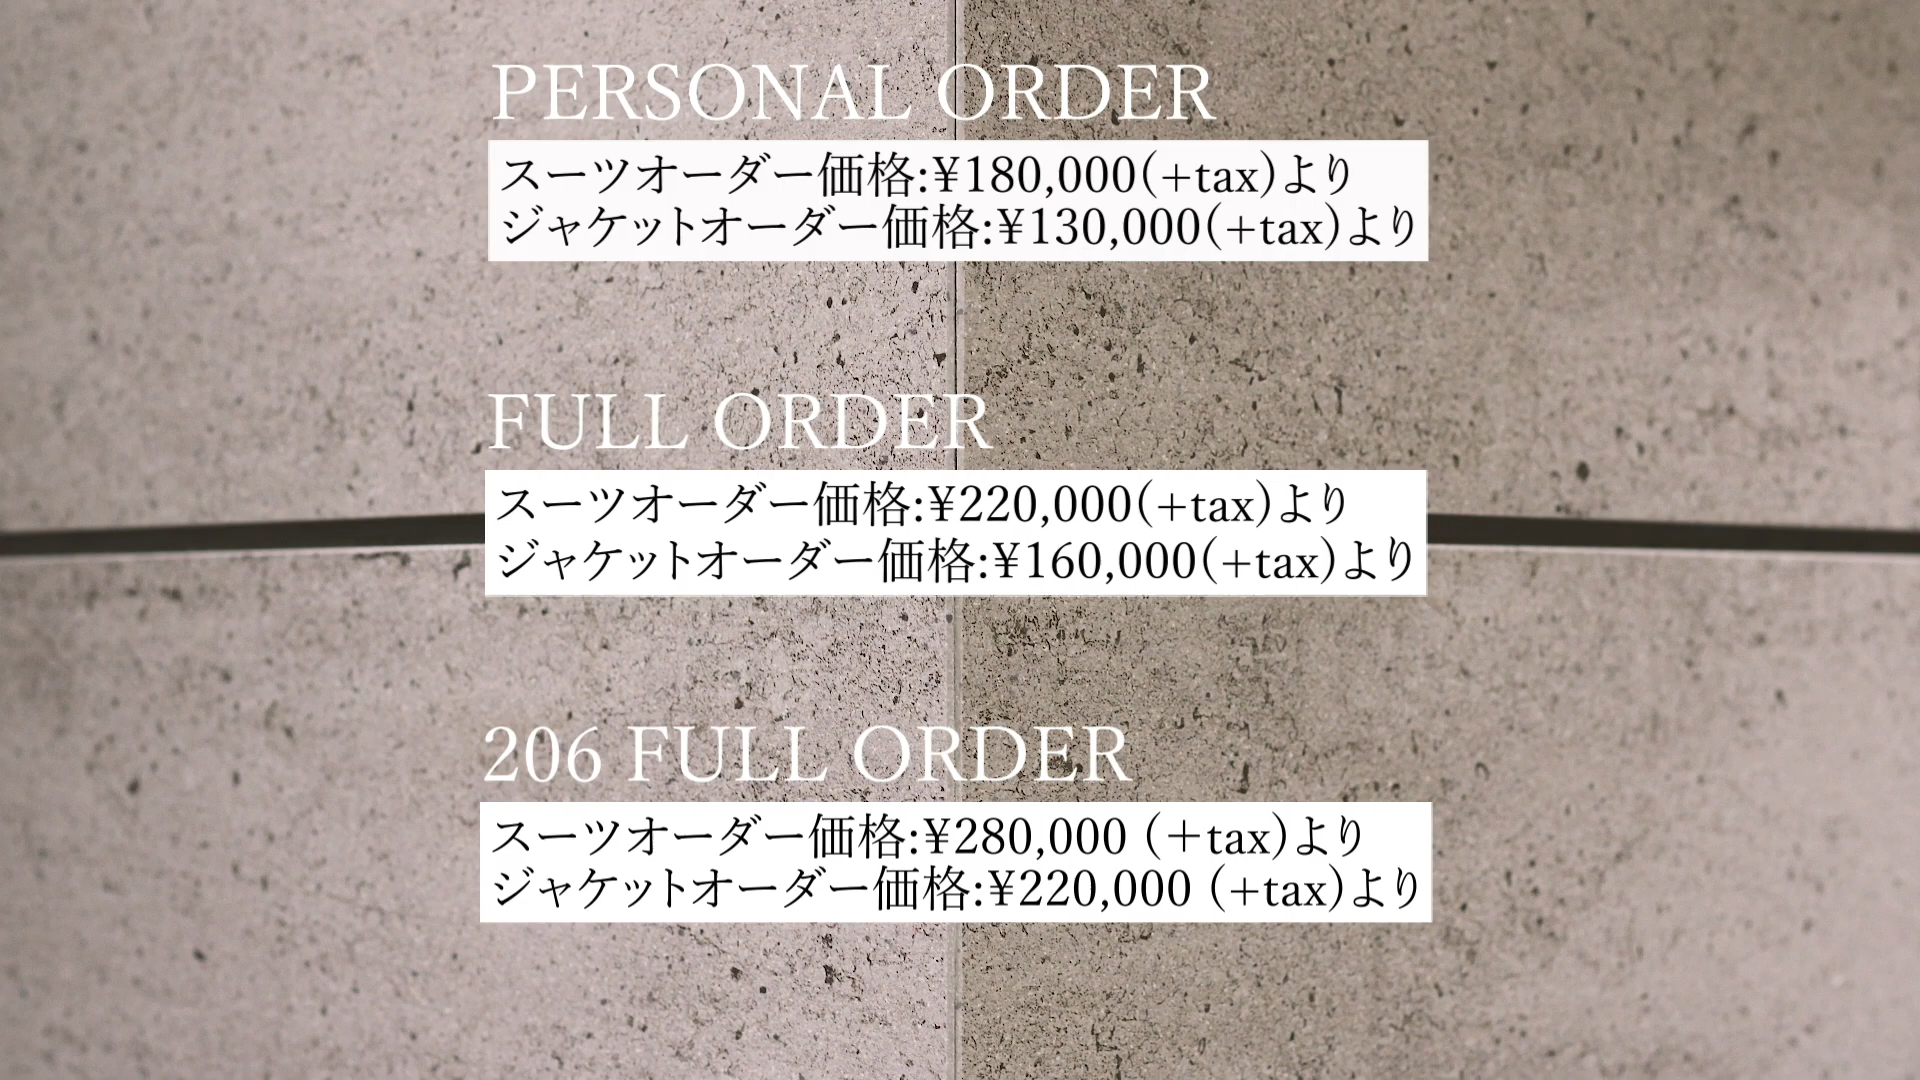 PERSONAL ORDER
スーツオーダー価格:¥180,000(+tax)より
ジャケットオーダー価格:¥130,000(+tax)より
FULL ORDER
スーツオーダー価格:¥220,000(+tax)より
ジャケットオーダー価格:¥160,000(+tax)より
206 FULL ORDER
スーツオーダー価格:¥280,000 (+tax)より
ジャケットオーダー価格:¥220,000 (+tax)より